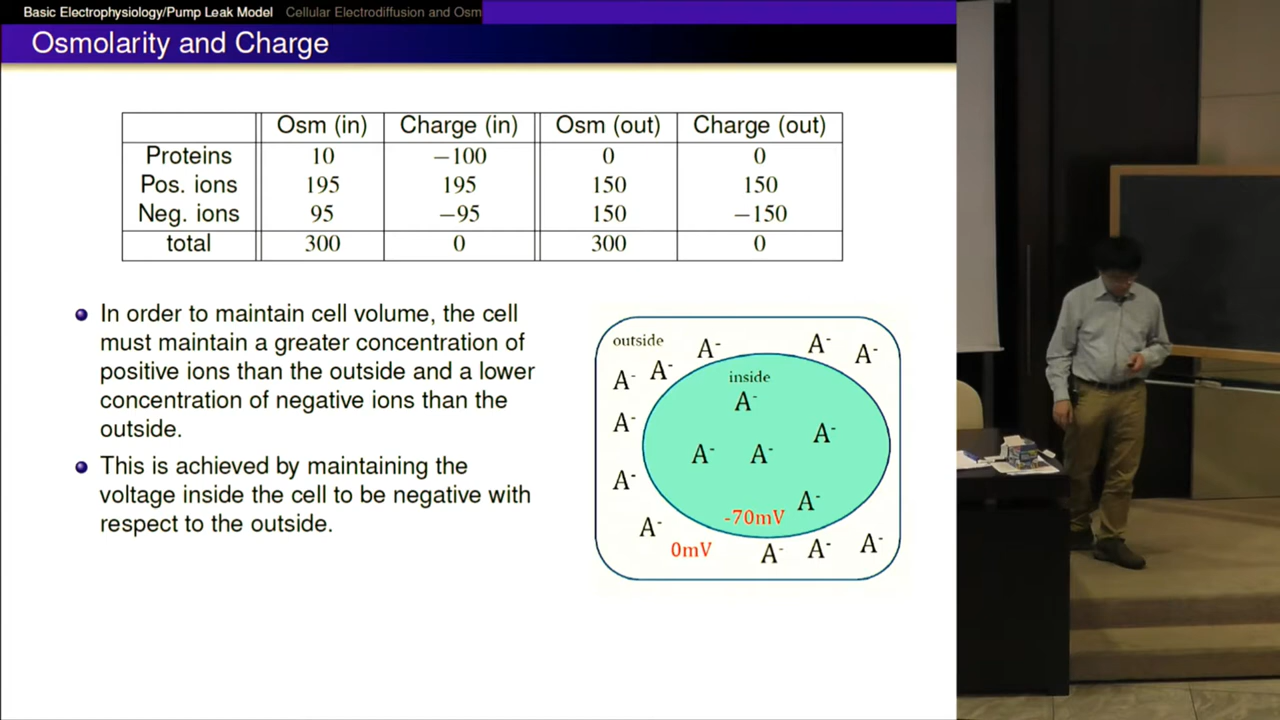 Basic Electrophysiology/Pump Leak Model Cellular Electrodiffusion and Osm
Osmolarity and Charge
Osm (in) Charge (in) Osm (out) Charge (out)
Proteins 10 −100 0 0
Pos. ions 195 195 150 150
Neg. ions 95 −95 150 −150
total 300 0 300 0
In order to maintain cell volume, the cell
must maintain a greater concentration of
positive ions than the outside and a lower
concentration of negative ions than the
outside.
This is achieved by maintaining the
voltage inside the cell to be negative with
respect to the outside.
outside A⁻ A⁻ A⁻
A⁻ A⁻ inside
A⁻
A⁻ A⁻
A⁻ A⁻
A⁻ A⁻
A⁻ -70mV
0mV A⁻ A⁻ A⁻